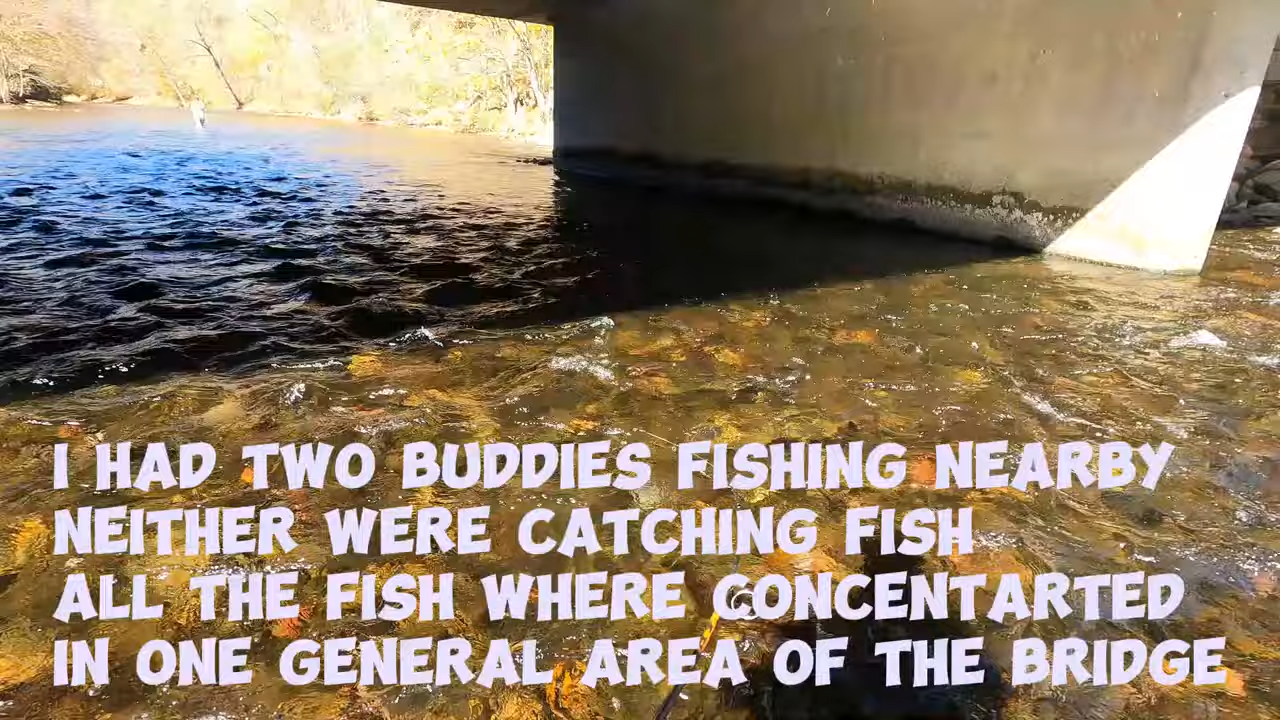 I HAD TWO BUDDIES FISHING NEARBY
NEITHER WERE CATCHING FISH
ALL THE FISH WHERE CONCENTARTED
IN ONE GENERAL AREA OF THE BRIDGE